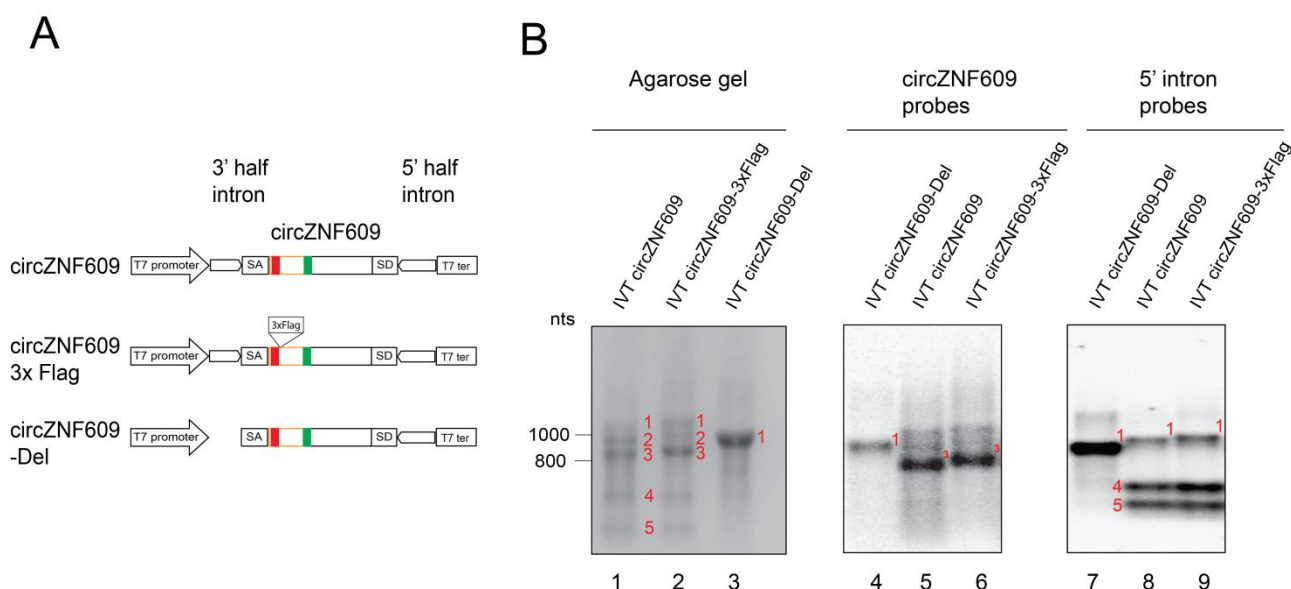 A
3' half
intron
5' half
intron
circZNF609
circZNF609
T7 promoter
SA
SD
T7 ter
3xFlag
circZNF609
3x Flag
T7 promoter
SA
SD
T7 ter
circZNF609
-Del
T7 promoter
SA
SD
T7 ter
B
Agarose gel
circZNF609
probes
5' intron
probes
IVT circZNF609
IVT circZNF609-3xFlag
IVT circZNF609-Del
IVT circZNF609-Del
IVT circZNF609
IVT circZNF609-3xFlag
IVT circZNF609-Del
IVT circZNF609
IVT circZNF609-3xFlag
nts
1000
800
1 1
2 2 1
3 3
4
5
1
3 3
1 1 1
4
5
1 2 3 4 5 6 7 8 9